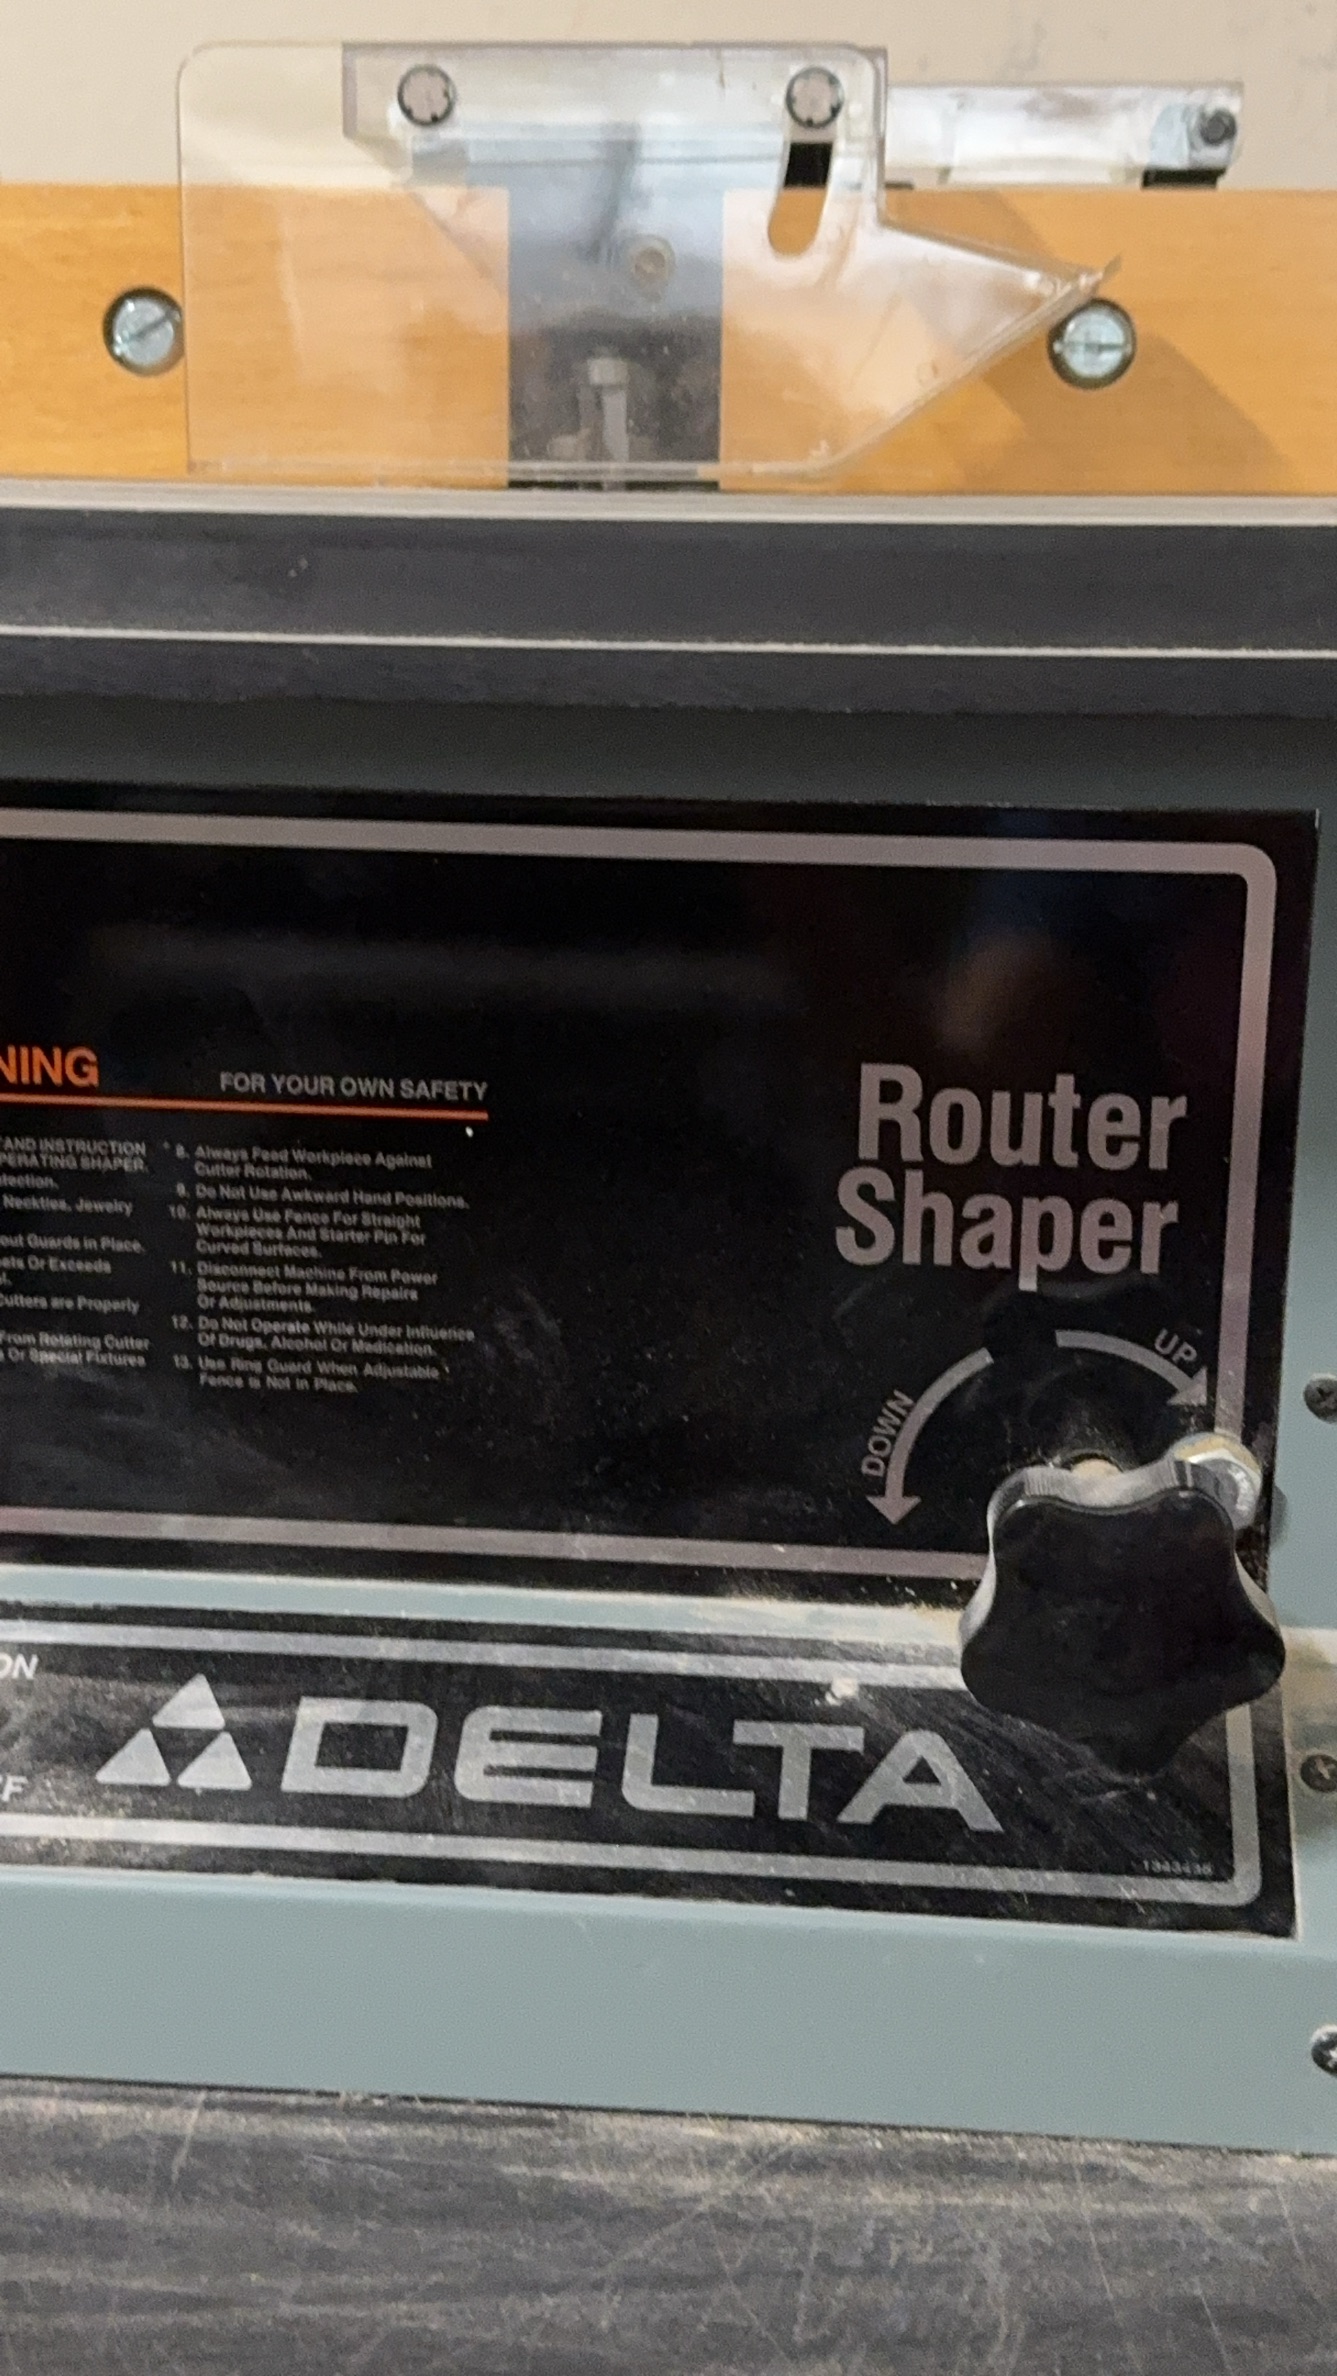 NING
FOR YOUR OWN SAFETY
AND INSTRUCTION
PERATING SHAPER.
tection.
Neckties, Jewelry
out Guards in Place.
ets Or Exceeds
Cutters are Properly
From Rotating Cutter
Or Special Fixtures
8. Always Feed Workpiece Against
Cutter Rotation.
9. Do Not Use Awkward Hand Positions.
10. Always Use Fence For Straight
Workpieces And Starter Pin For
Curved Surfaces.
11. Disconnect Machine From Power
Source Before Making Repairs
Or Adjustments.
12. Do Not Operate While Under Influence
Of Drugs, Alcohol Or Medication.
13. Use Ring Guard When Adjustable
Fence is Not in Place.
Router
Shaper
UP
DOWN
ON
DELTA